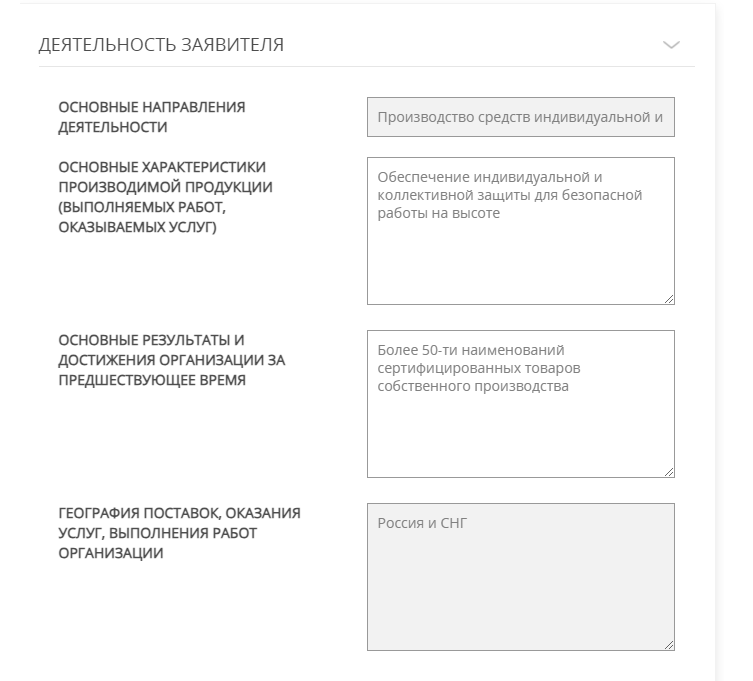 ДЕЯТЕЛЬНОСТЬ ЗАЯВИТЕЛЯ
ОСНОВНЫЕ НАПРАВЛЕНИЯ
ДЕЯТЕЛЬНОСТИ
Производство средств индивидуальной и
ОСНОВНЫЕ ХАРАКТЕРИСТИКИ
ПРОИЗВОДИМОЙ ПРОДУКЦИИ
(ВЫПОЛНЯЕМЫХ РАБОТ,
ОКАЗЫВАЕМЫХ УСЛУГ)
Обеспечение индивидуальной и
коллективной защиты для безопасной
работы на высоте
ОСНОВНЫЕ РЕЗУЛЬТАТЫ И
ДОСТИЖЕНИЯ ОРГАНИЗАЦИИ ЗА
ПРЕДШЕСТВУЮЩЕЕ ВРЕМЯ
Более 50-ти наименований
сертифицированных товаров
собственного производства
ГЕОГРАФИЯ ПОСТАВОК, ОКАЗАНИЯ
УСЛУГ, ВЫПОЛНЕНИЯ РАБОТ
ОРГАНИЗАЦИИ
Россия и СНГ